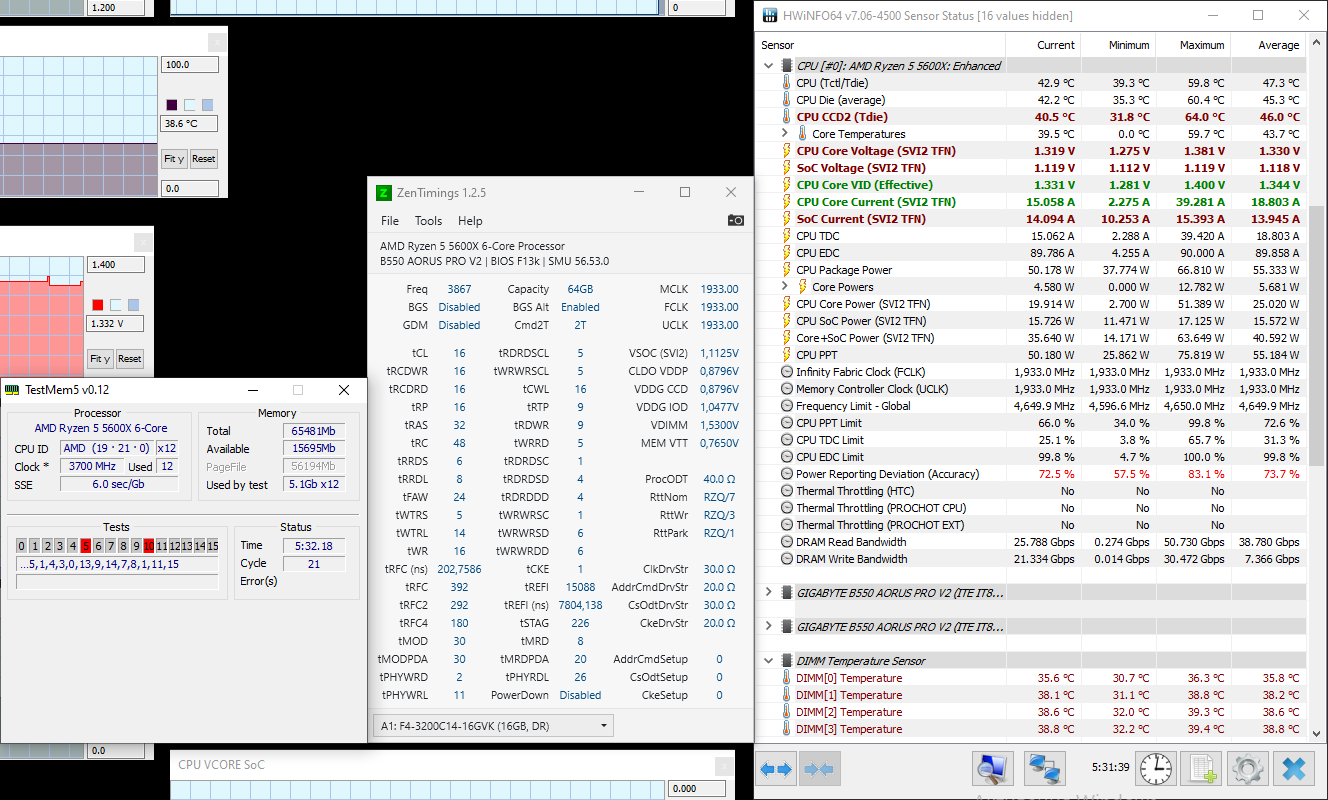 1.200
0
100.0
38.6 °C
Fit y Reset
0.0
1.400
1.332 V
Fit y Reset
TestMem5 v0.12
Processor
AMD Ryzen 5 5600X 6-Core
CPU ID AMD (19 · 21 · 0) x12
Clock * 3700 MHz Used 12
SSE 6.0 sec/Gb
Memory
Total 65481Mb
Available 15695Mb
PageFile 56194Mb
Used by test 5.1Gb x12
Tests
0 1 2 3 4 5 6 7 8 9 10 11 12 13 14 15
...5,1,4,3,0,13,9,14,7,8,1,11,15
Status
Time 5:32.18
Cycle 21
Error(s)
0.0
CPU VCORE SoC
0.000
ZenTimings 1.2.5
File Tools Help
AMD Ryzen 5 5600X 6-Core Processor
B550 AORUS PRO V2 | BIOS F13k | SMU 56.53.0
Freq 3867 Capacity 64GB MCLK 1933.00
BGS Disabled BGS Alt Enabled FCLK 1933.00
GDM Disabled Cmd2T 2T UCLK 1933.00
tCL 16 tRDRDSCL 5 VSOC (SVI2) 1,1125V
tRCDWR 16 tWRWRSCL 5 CLDO VDDP 0,8796V
tRCDRD 16 tCWL 16 VDDG CCD 0,8796V
tRP 16 tRTP 9 VDDG IOD 1,0477V
tRAS 32 tRDWR 9 VDIMM 1,5300V
tRC 48 tWRRD 5 MEM VTT 0,7650V
tRRDS 6 tRDRDSC 1
tRRDL 8 tRDRDSD 4 ProcODT 40.0 Ω
tFAW 24 tRDRDDD 4 RttNom RZQ/7
tWTRS 5 tWRWRSC 1 RttWr RZQ/3
tWTRL 14 tWRWRSD 6 RttPark RZQ/1
tWR 16 tWRWRDD 6
tRFC (ns) 202,7586 tCKE 1 ClkDrvStr 30.0 Ω
tRFC 392 tREFI 15088 AddrCmdDrvStr 20.0 Ω
tRFC2 292 tREFI (ns) 7804,138 CsOdtDrvStr 30.0 Ω
tRFC4 180 tSTAG 226 CkeDrvStr 20.0 Ω
tMOD 30 tMRD 8
tMODPDA 30 tMRDPDA 20 AddrCmdSetup 0
tPHYWRD 2 tPHYRDL 26 CsOdtSetup 0
tPHYWRL 11 PowerDown Disabled CkeSetup 0
A1: F4-3200C14-16GVK (16GB, DR)
HWiNFO64 v7.06-4500 Sensor Status [16 values hidden]
Sensor Current Minimum Maximum Average
CPU [#0]: AMD Ryzen 5 5600X: Enhanced
CPU (Tctl/Tdie) 42.9 °C 39.3 °C 59.8 °C 47.3 °C
CPU Die (average) 42.2 °C 35.3 °C 60.4 °C 45.3 °C
CPU CCD2 (Tdie) 40.5 °C 31.8 °C 64.0 °C 46.0 °C
Core Temperatures 39.5 °C 0.0 °C 59.7 °C 43.7 °C
CPU Core Voltage (SVI2 TFN) 1.319 V 1.275 V 1.381 V 1.330 V
SoC Voltage (SVI2 TFN) 1.119 V 1.112 V 1.119 V 1.118 V
CPU Core VID (Effective) 1.331 V 1.281 V 1.400 V 1.344 V
CPU Core Current (SVI2 TFN) 15.058 A 2.275 A 39.281 A 18.803 A
SoC Current (SVI2 TFN) 14.094 A 10.253 A 15.393 A 13.945 A
CPU TDC 15.062 A 2.288 A 39.420 A 18.803 A
CPU EDC 89.786 A 4.255 A 90.000 A 89.858 A
CPU Package Power 50.178 W 37.774 W 66.810 W 55.333 W
Core Powers 4.580 W 0.000 W 12.782 W 5.681 W
CPU Core Power (SVI2 TFN) 19.914 W 2.700 W 51.389 W 25.020 W
CPU SoC Power (SVI2 TFN) 15.726 W 11.471 W 17.125 W 15.572 W
Core+SoC Power (SVI2 TFN) 35.640 W 14.171 W 63.649 W 40.592 W
CPU PPT 50.180 W 25.862 W 75.819 W 55.184 W
Infinity Fabric Clock (FCLK) 1,933.0 MHz 1,933.0 MHz 1,933.0 MHz 1,933.0 MHz
Memory Controller Clock (UCLK) 1,933.0 MHz 1,933.0 MHz 1,933.0 MHz 1,933.0 MHz
Frequency Limit - Global 4,649.9 MHz 4,596.6 MHz 4,650.0 MHz 4,649.9 MHz
CPU PPT Limit 66.0 % 34.0 % 99.8 % 72.6 %
CPU TDC Limit 25.1 % 3.8 % 65.7 % 31.3 %
CPU EDC Limit 99.8 % 4.7 % 100.0 % 99.8 %
Power Reporting Deviation (Accuracy) 72.5 % 57.5 % 83.1 % 73.7 %
Thermal Throttling (HTC) No No No
Thermal Throttling (PROCHOT CPU) No No No
Thermal Throttling (PROCHOT EXT) No No No
DRAM Read Bandwidth 25.788 Gbps 0.274 Gbps 50.730 Gbps 38.780 Gbps
DRAM Write Bandwidth 21.334 Gbps 0.014 Gbps 30.472 Gbps 7.366 Gbps
GIGABYTE B550 AORUS PRO V2 (ITE IT8...
GIGABYTE B550 AORUS PRO V2 (ITE IT8...
DIMM Temperature Sensor
DIMM[0] Temperature 35.6 °C 30.7 °C 36.3 °C 35.8 °C
DIMM[1] Temperature 38.1 °C 31.1 °C 38.8 °C 38.2 °C
DIMM[2] Temperature 38.6 °C 32.0 °C 39.3 °C 38.6 °C
DIMM[3] Temperature 38.8 °C 32.2 °C 39.4 °C 38.8 °C
5:31:39